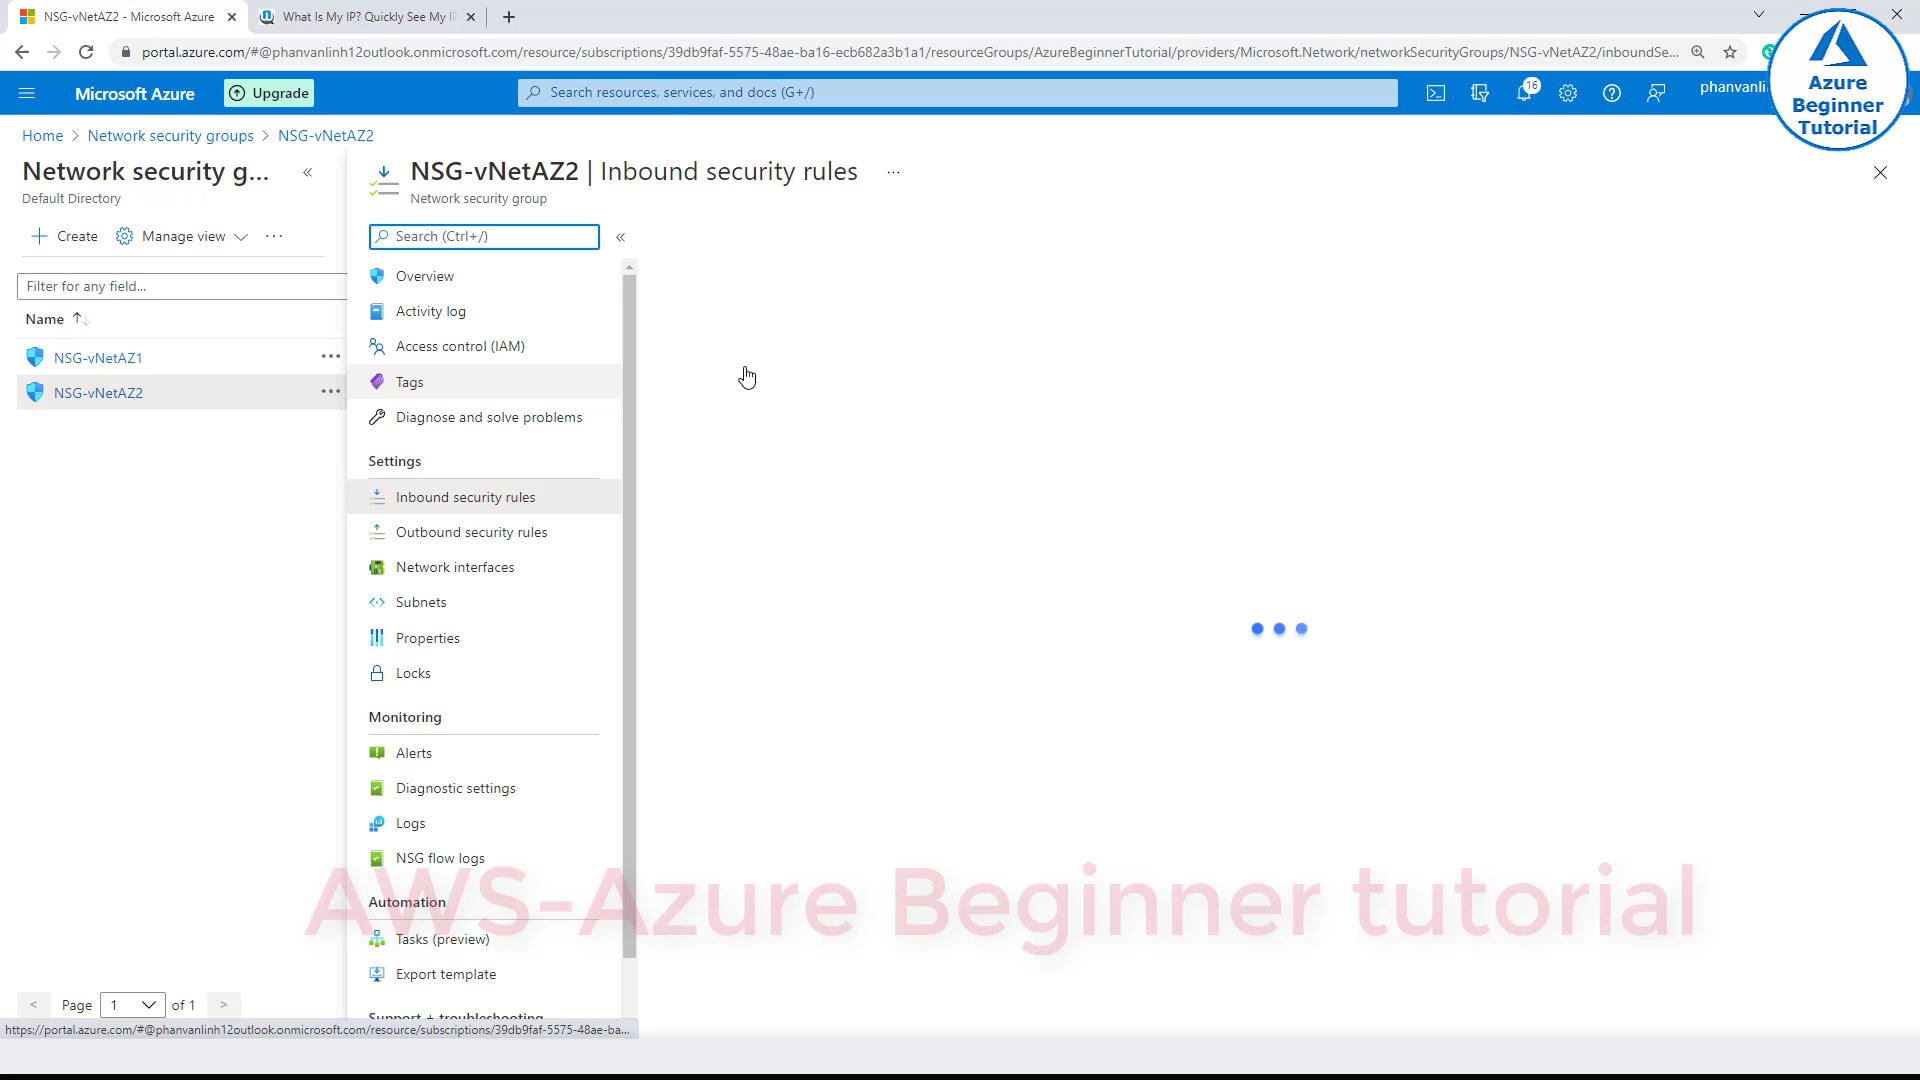 NSG-vNetAZ2 - Microsoft Azure
What Is My IP? Quickly See My IP
portal.azure.com/#@phanvanlinh12outlook.onmicrosoft.com/resource/subscriptions/39db9faf-5575-48ae-ba16-ecb682a3b1a1/resourceGroups/AzureBeginnerTutorial/providers/Microsoft.Network/networkSecurityGroups/NSG-vNetAZ2/inboundSe...
Microsoft Azure
Upgrade
Search resources, services, and docs (G+/)
16
phanvanli
Azure
Beginner
Tutorial
Home > Network security groups > NSG-vNetAZ2
Network security g...
Default Directory
NSG-vNetAZ2 | Inbound security rules ...
Network security group
Create
Manage view
Filter for any field...
Name
NSG-vNetAZ1
NSG-vNetAZ2
Search (Ctrl+/)
Overview
Activity log
Access control (IAM)
Tags
Diagnose and solve problems
Settings
Inbound security rules
Outbound security rules
Network interfaces
Subnets
Properties
Locks
Monitoring
Alerts
Diagnostic settings
Logs
NSG flow logs
Automation
Tasks (preview)
Export template
Support + troubleshooting
AWS-Azure Beginner tutorial
< Page 1 of 1 >
https://portal.azure.com/#@phanvanlinh12outlook.onmicrosoft.com/resource/subscriptions/39db9faf-5575-48ae-ba...